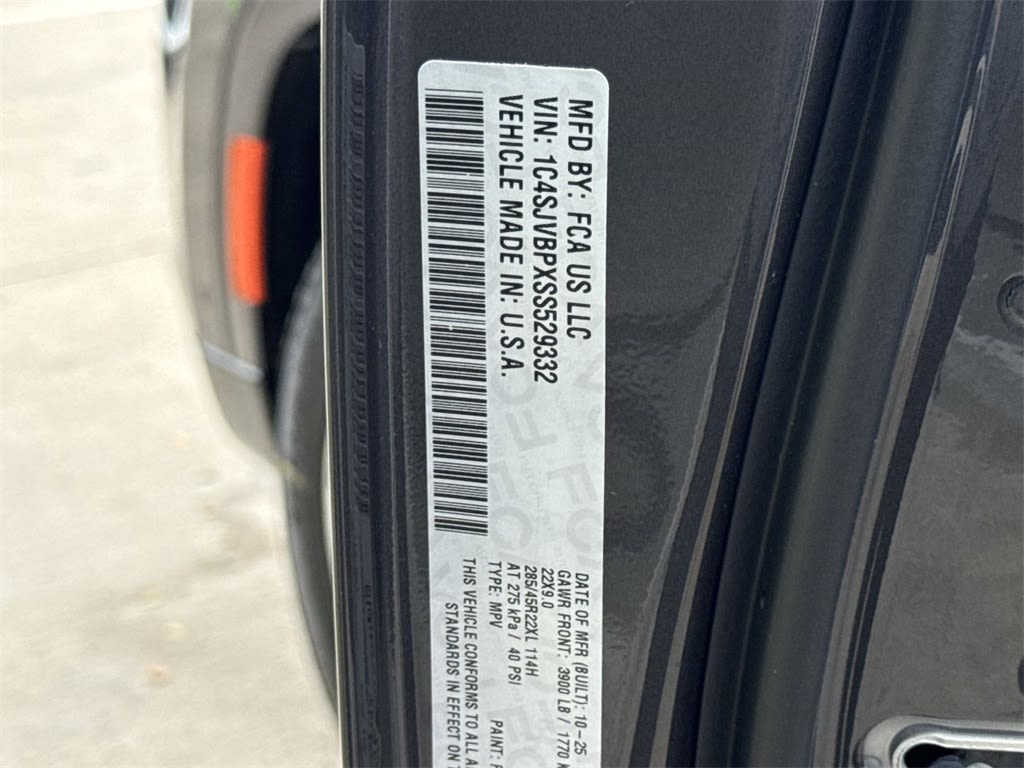 MFD BY: FCA US LLC
VIN: 1C4SJVBPXSS529332
VEHICLE MADE IN: U.S.A.
DATE OF MFR (BUILT): 10-25
GAWR FRONT: 3900 LB / 1770
22X9.0
285/45R22XL 114H
AT 275 kPa / 40 PSI
TYPE: MPV
PAINT:
THIS VEHICLE CONFORMS TO ALL
STANDARDS IN EFFECT ON